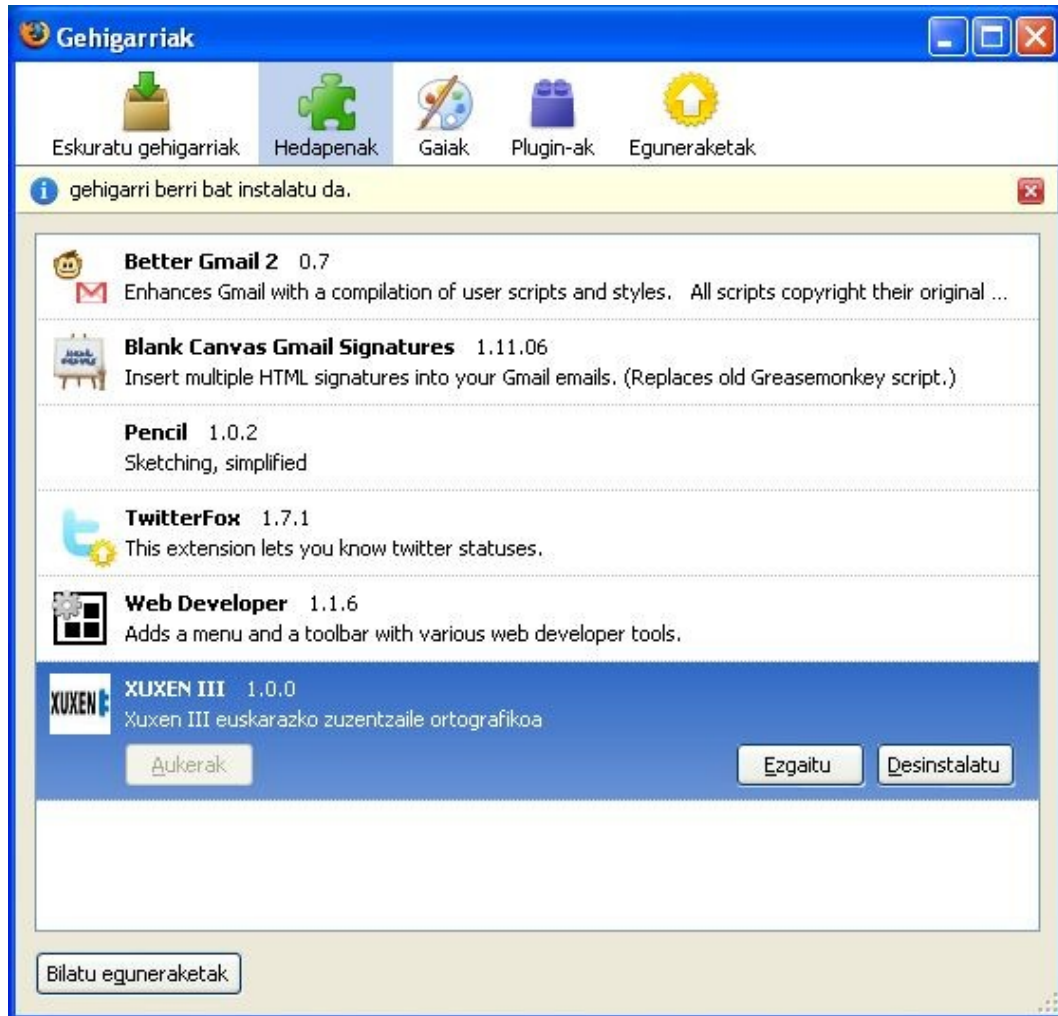 Gehigarriak
Eskuratu gehigarriak Hedapenak Gaiak Plugin-ak Eguneraketak
gehigarri berri bat instalatu da.
Better Gmail 2 0.7
Enhances Gmail with a compilation of user scripts and styles. All scripts copyright their original ...
Blank Canvas Gmail Signatures 1.11.06
Insert multiple HTML signatures into your Gmail emails. (Replaces old Greasemonkey script.)
Pencil 1.0.2
Sketching, simplified
TwitterFox 1.7.1
This extension lets you know twitter statuses.
Web Developer 1.1.6
Adds a menu and a toolbar with various web developer tools.
XUXEN
XUXEN III 1.0.0
Xuxen III euskarazko zuzentzaile ortografikoa
Aukerak Ezgaitu Desinstalatu
Bilatu eguneraketak